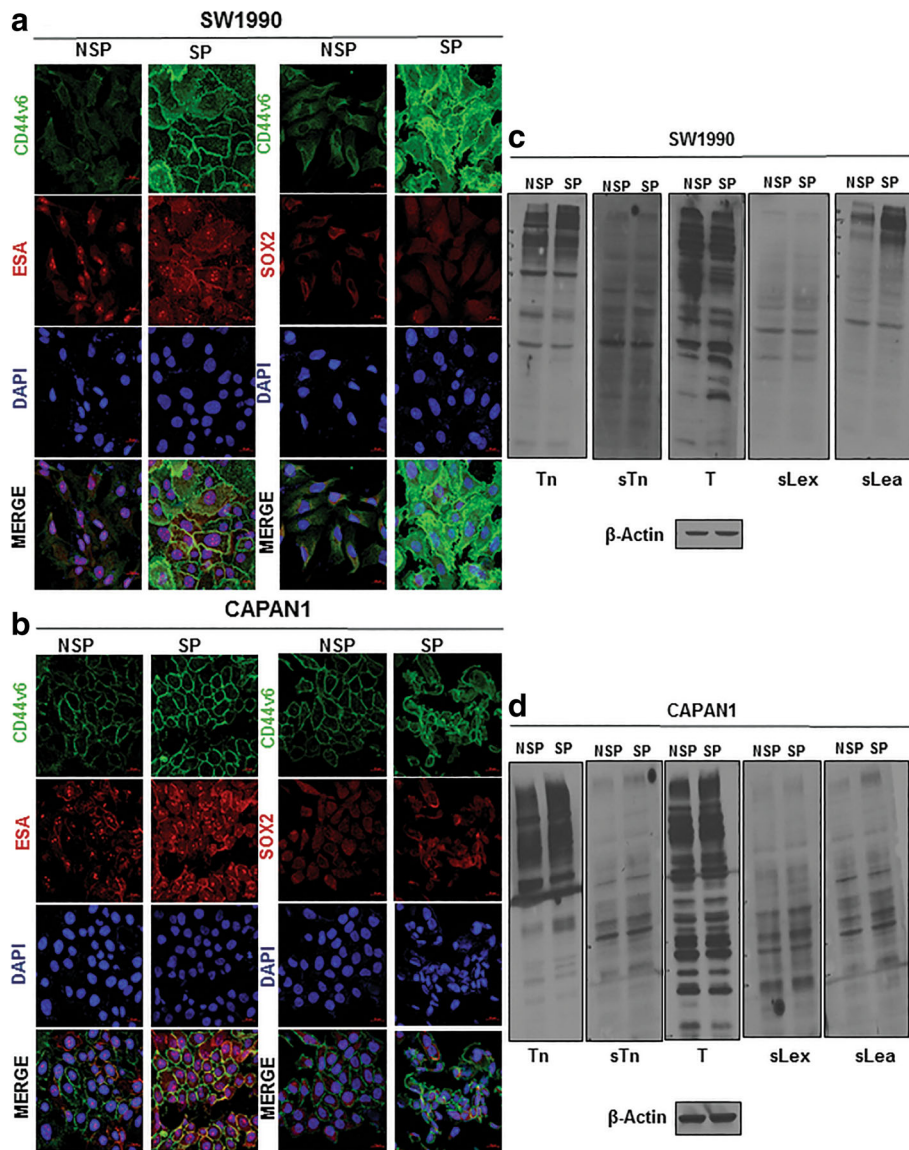 a
SW1990
NSP SP NSP SP
CD44v6 CD44v6
ESA SOX2
DAPI DAPI
MERGE MERGE
b
CAPAN1
NSP SP NSP SP
CD44v6 CD44v6
ESA SOX2
DAPI DAPI
MERGE MERGE
c
SW1990
NSP SP NSP SP NSP SP NSP SP NSP SP
Tn sTn T sLex sLea
β-Actin
d
CAPAN1
NSP SP NSP SP NSP SP NSP SP NSP SP
Tn sTn T sLex sLea
β-Actin